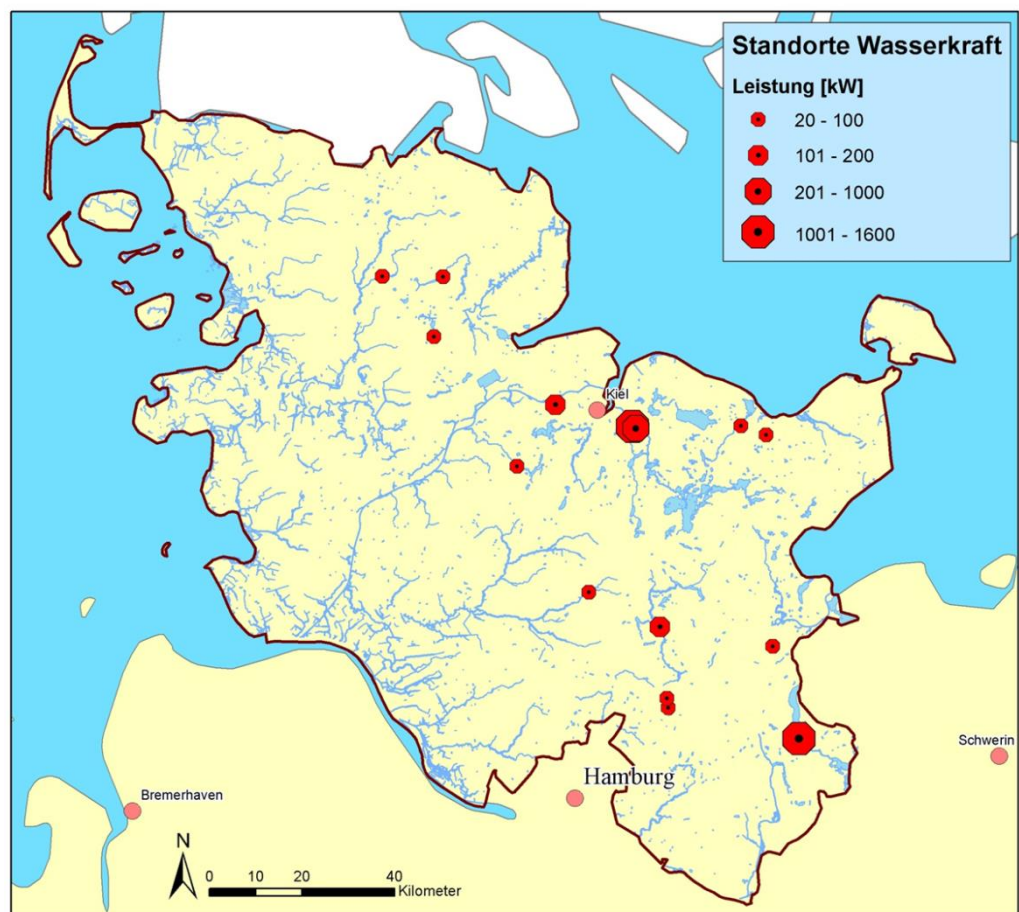 Standorte Wasserkraft
Leistung [kW]
20 - 100
101 - 200
201 - 1000
1001 - 1600
Kiel
Schwerin
Hamburg
Bremerhaven
N
0 10 20 40
Kilometer